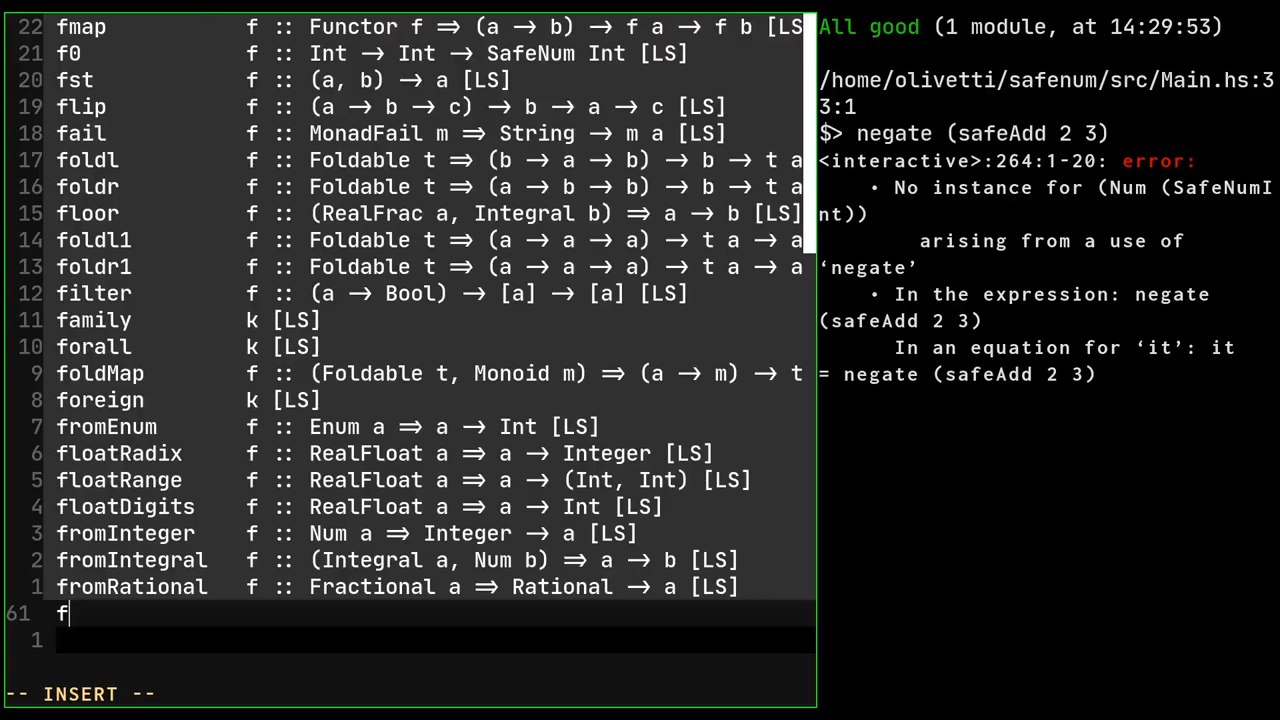 22 fmap f :: Functor f ⇒ (a → b) → f a → f b [LS
21 f0 f :: Int → Int → SafeNum Int [LS]
20 fst f :: (a, b) → a [LS]
19 flip f :: (a → b → c) → b → a → c [LS]
18 fail f :: MonadFail m ⇒ String → m a [LS]
17 foldl f :: Foldable t ⇒ (b → a → b) → b → t a
16 foldr f :: Foldable t ⇒ (a → b → b) → b → t a
15 floor f :: (RealFrac a, Integral b) ⇒ a → b [LS]
14 foldl1 f :: Foldable t ⇒ (a → a → a) → t a → a
13 foldr1 f :: Foldable t ⇒ (a → a → a) → t a → a
12 filter f :: (a → Bool) → [a] → [a] [LS]
11 family k [LS]
10 forall k [LS]
9 foldMap f :: (Foldable t, Monoid m) ⇒ (a → m) → t
8 foreign k [LS]
7 fromEnum f :: Enum a ⇒ a → Int [LS]
6 floatRadix f :: RealFloat a ⇒ a → Integer [LS]
5 floatRange f :: RealFloat a ⇒ a → (Int, Int) [LS]
4 floatDigits f :: RealFloat a ⇒ a → Int [LS]
3 fromInteger f :: Num a ⇒ Integer → a [LS]
2 fromIntegral f :: (Integral a, Num b) ⇒ a → b [LS]
1 fromRational f :: Fractional a ⇒ Rational → a [LS]
61 f
1
-- INSERT --
All good (1 module, at 14:29:53)
/home/olivetti/safenum/src/Main.hs:3
3:1
$> negate (safeAdd 2 3)
<interactive>:264:1-20: error:
• No instance for (Num (SafeNumI
nt))
arising from a use of
‘negate’
• In the expression: negate
(safeAdd 2 3)
In an equation for ‘it’: it
= negate (safeAdd 2 3)